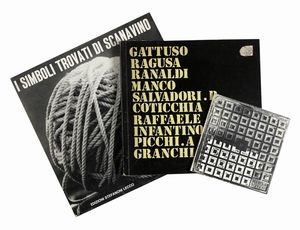 I SIMBOLI TROVATI DI SCANAVINO
EDIZIONI STEFANONI LECCO
GATTUSO
RAGUSA
RANALDI
MANCO
SALVADORI.R
COTICCHIA
RAFFAELE
INFANTINO
PICCHI.A
GRANCHI